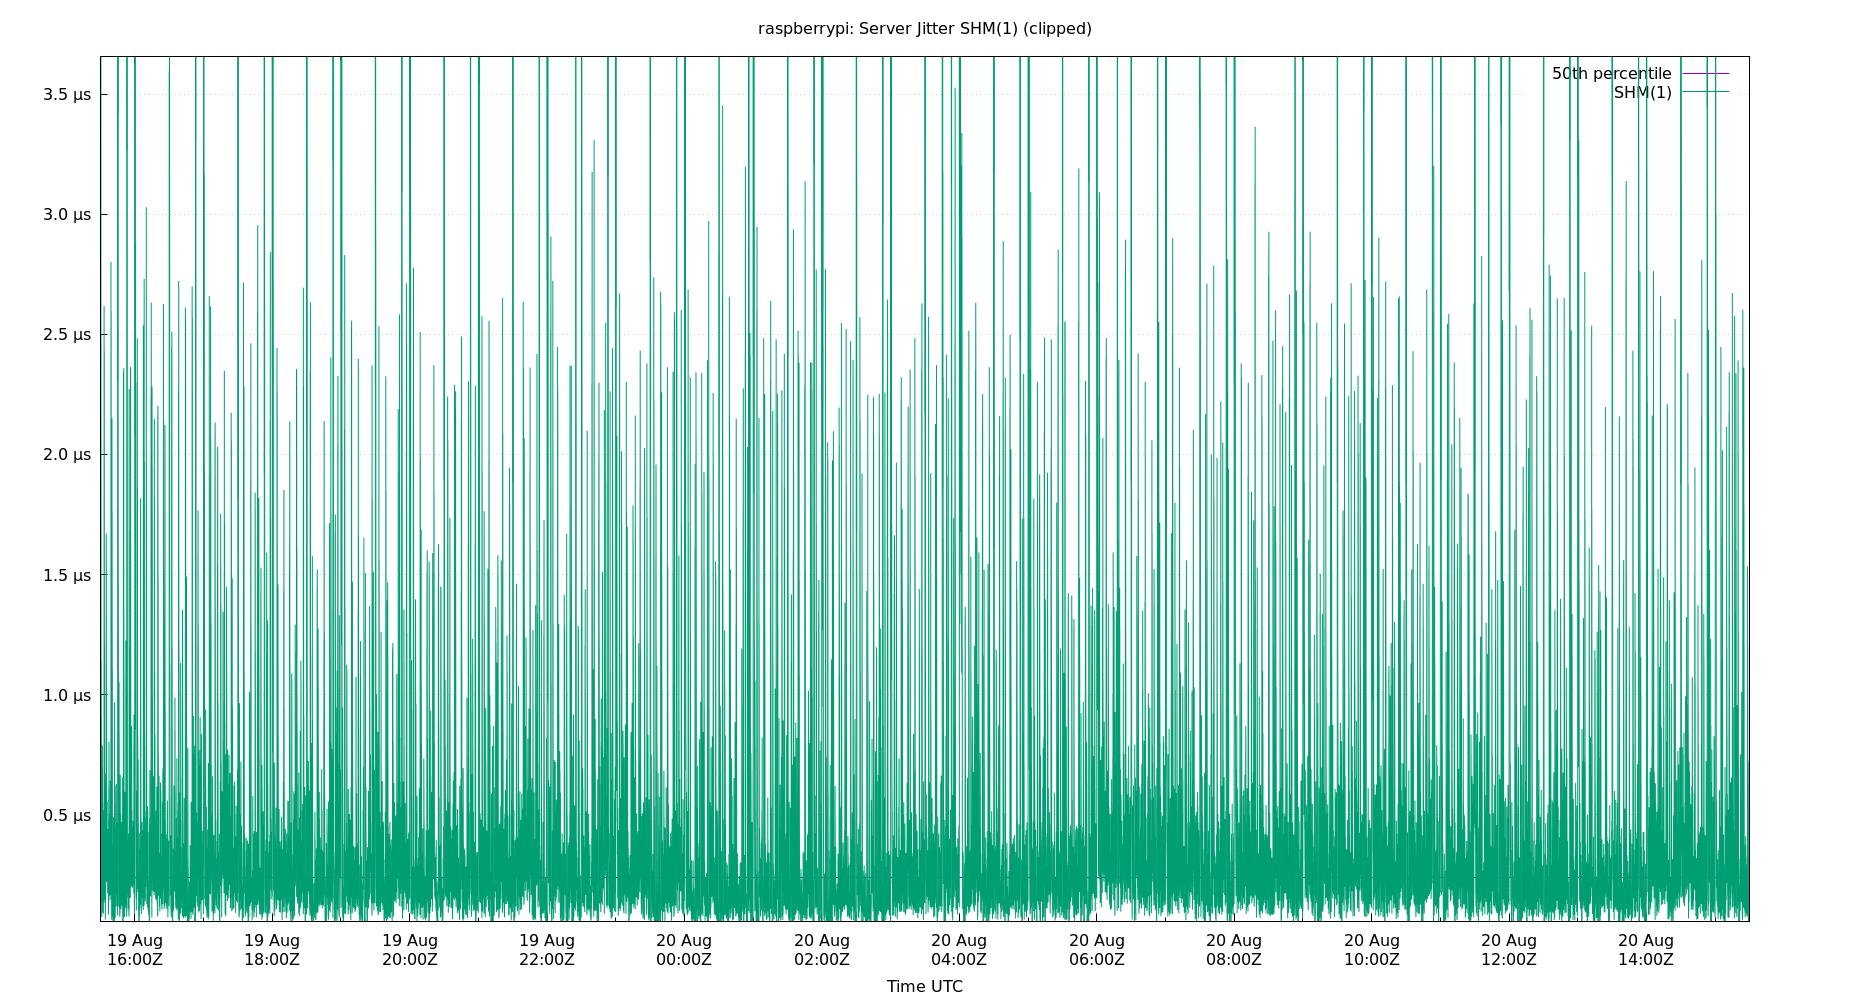 raspberrypi: Server Jitter SHM(1) (clipped)
50th percentile
SHM(1)
3.5 µs
3.0 µs
2.5 µs
2.0 µs
1.5 µs
1.0 µs
0.5 µs
19 Aug 19 Aug 19 Aug 19 Aug 20 Aug 20 Aug 20 Aug 20 Aug 20 Aug 20 Aug 20 Aug 20 Aug
16:00Z 18:00Z 20:00Z 22:00Z 00:00Z 02:00Z 04:00Z 06:00Z 08:00Z 10:00Z 12:00Z 14:00Z
Time UTC